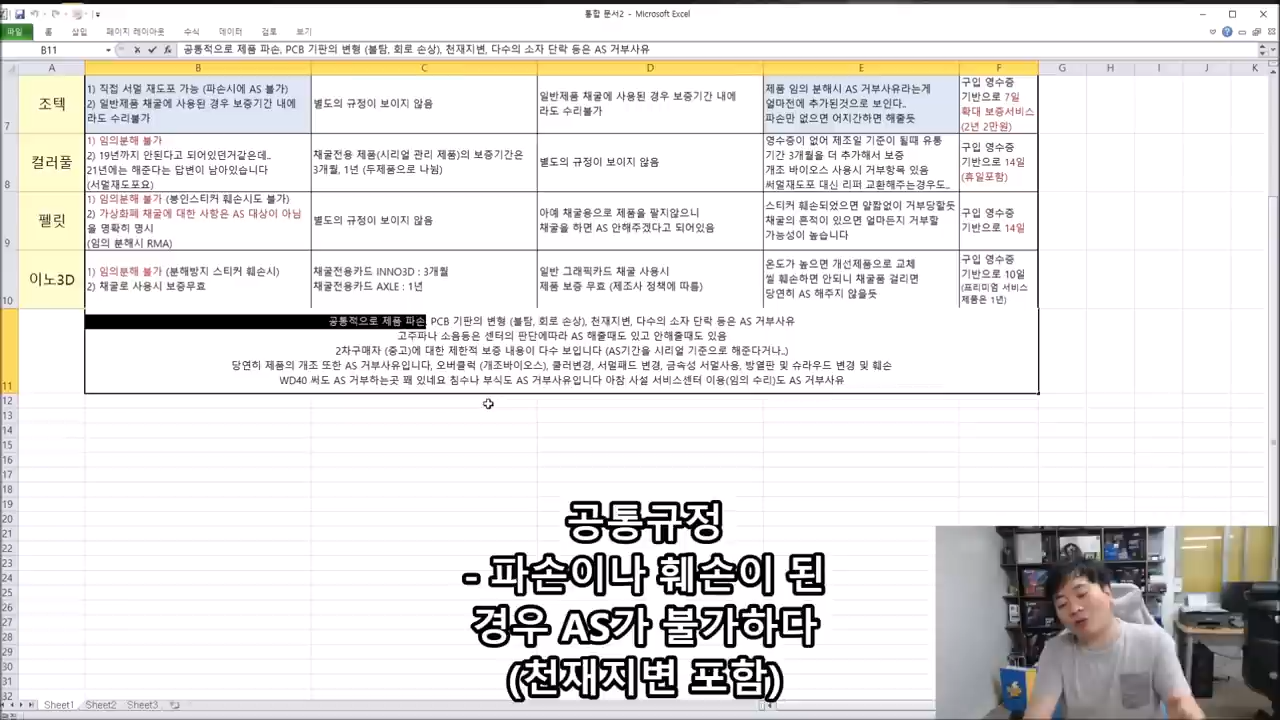 통합 문서2 - Microsoft Excel
파일 홈 삽입 페이지 레이아웃 수식 데이터 검토 보기
B11 fx 공통적으로 제품 파손, PCB 기판의 변형 (불탐, 회로 손상), 천재지변, 다수의 소자 단락 등은 AS 거부사유
A B C D E F G H I J K
7
조텍
1) 직접 서멀 재도포 가능 (파손시에 AS 불가)
2) 일반제품 채굴에 사용된 경우 보증기간 내에
라도 수리불가
별도의 규정이 보이지 않음
일반제품 채굴에 사용된 경우 보증기간 내에
라도 수리불가
제품 임의 분해시 AS 거부사유라는게
얼마전에 추가된것으로 보인다..
파손만 없으면 어지간하면 해줄듯
구입 영수증
기반으로 7일
확대 보증서비스
(2년 2만원)
8
컬러풀
1) 임의분해 불가
2) 19년까지 안된다고 되어있던거같은데..
21년에는 해준다는 답변이 남아있습니다
(서멀재도포요)
채굴전용 제품(시리얼 관리 제품)의 보증기간은
3개월, 1년 (두제품으로 나뉨)
별도의 규정이 보이지 않음
영수증이 없어 제조일 기준이 될때 유통
기간 3개월을 더 추가해서 보증
개조 바이오스 사용시 거부항목 있음
써멀재도포 대신 리퍼 교환해주는경우도..
구입 영수증
기반으로 14일
(휴일포함)
9
펠릿
1) 임의분해 불가 (봉인스티커 훼손시도 불가)
2) 가상화폐 채굴에 대한 사항은 AS 대상이 아님
을 명확히 명시
(임의 분해시 RMA)
별도의 규정이 보이지 않음
아예 채굴용으로 제품을 팔지않으니
채굴을 하면 AS 안해주겠다고 되어있음
스티커 훼손되었으면 얄짤없이 거부당할듯
채굴의 흔적이 있으면 얼마든지 거부할
가능성이 높습니다
구입 영수증
기반으로 14일
10
이노3D
1) 임의분해 불가 (분해방지 스티커 훼손시)
2) 채굴로 사용시 보증무효
채굴전용카드 INNO3D : 3개월
채굴전용카드 AXLE : 1년
일반 그래픽카드 채굴 사용시
제품 보증 무효 (제조사 정책에 따름)
온도가 높으면 개선제품으로 교체
씰 훼손하면 안되니 채굴품 걸리면
당연히 AS 해주지 않을듯
구입 영수증
기반으로 10일
(프리미엄 서비스
제품은 1년)
11
공통적으로 제품 파손, PCB 기판의 변형 (불탐, 회로 손상), 천재지변, 다수의 소자 단락 등은 AS 거부사유
고주파나 소음등은 센터의 판단에따라 AS 해줄때도 있고 안해줄때도 있음
2차구매자 (중고)에 대한 제한적 보증 내용이 다수 보입니다 (AS기간을 시리얼 기준으로 해준다거나..)
당연히 제품의 개조 또한 AS 거부사유입니다, 오버클럭 (개조바이오스), 쿨러변경, 서멀패드 변경, 금속성 서멀사용, 방열판 및 슈라우드 변경 및 훼손
WD40 써도 AS 거부하는곳 꽤 있네요 침수나 부식도 AS 거부사유입니다 아참 사설 서비스센터 이용(임의 수리)도 AS 거부사유
12
13
14
15
16
17
18
19
20
21
22
23
24
25
26
27
28
29
30
31
32
공통규정
- 파손이나 훼손이 된
경우 AS가 불가하다
(천재지변 포함)
Sheet1 Sheet2 Sheet3